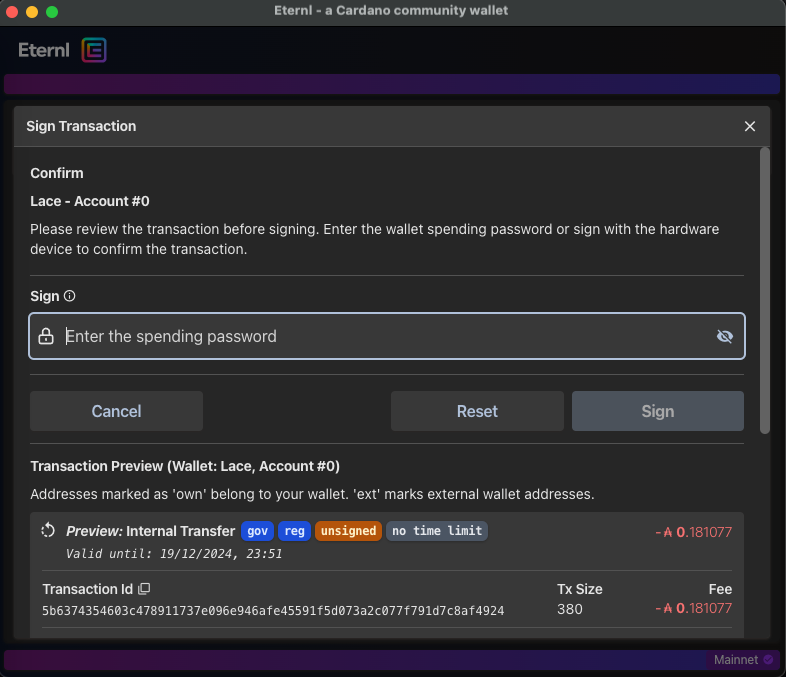 Eternl - a Cardano community wallet
Eternl
Sign Transaction
Confirm
Lace - Account #0
Please review the transaction before signing. Enter the wallet spending password or sign with the hardware
device to confirm the transaction.
Sign
Enter the spending password
Cancel Reset Sign
Transaction Preview (Wallet: Lace, Account #0)
Addresses marked as 'own' belong to your wallet. 'ext' marks external wallet addresses.
Preview: Internal Transfer gov reg unsigned no time limit -₳ 0.181077
Valid until: 19/12/2024, 23:51
Transaction Id Tx Size Fee
5b6374354603c478911737e096e946afe45591f5d073a2c077f791d7c8af4924 380 -₳ 0.181077
Mainnet